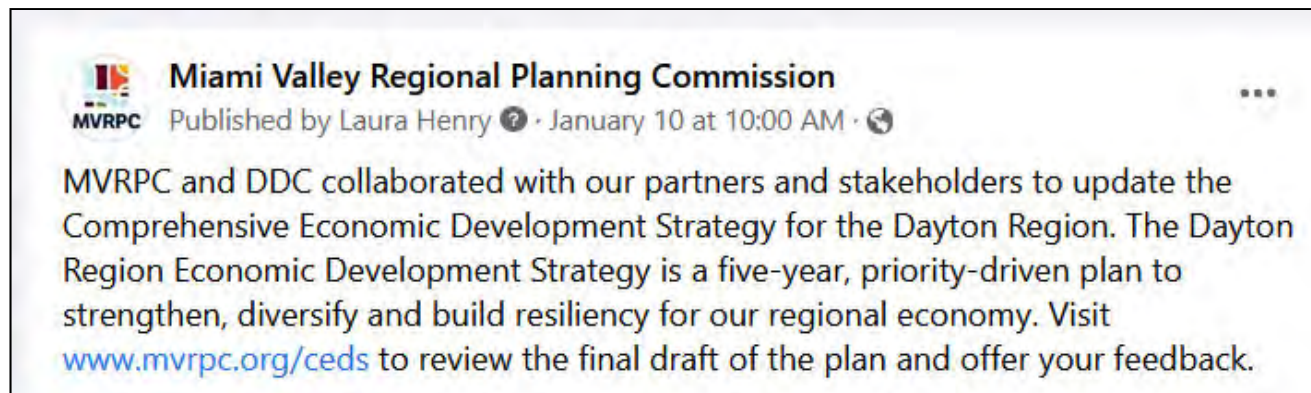 Miami Valley Regional Planning Commission
MVRPC
Published by Laura Henry · January 10 at 10:00 AM ·
MVRPC and DDC collaborated with our partners and stakeholders to update the
Comprehensive Economic Development Strategy for the Dayton Region. The Dayton
Region Economic Development Strategy is a five-year, priority-driven plan to
strengthen, diversify and build resiliency for our regional economy. Visit
www.mvrpc.org/ceds to review the final draft of the plan and offer your feedback.